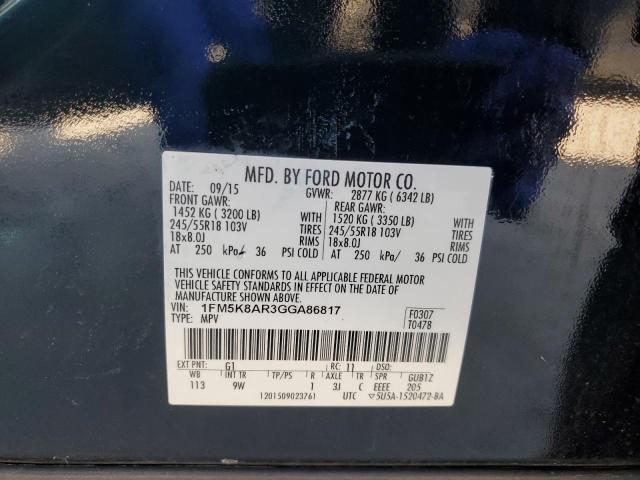 MFD. BY FORD MOTOR CO.
DATE: 09/15 GVWR: 2877 KG ( 6342 LB)
FRONT GAWR: REAR GAWR:
1452 KG ( 3200 LB) 1520 KG ( 3350 LB)
245/55R18 103V TIRES 245/55R18 103V TIRES
18x8.0J RIMS 18x8.0J RIMS
AT 250 kPa/ 36 PSI COLD AT 250 kPa/ 36 PSI COLD
THIS VEHICLE CONFORMS TO ALL APPLICABLE FEDERAL MOTOR
VEHICLE SAFETY STANDARDS IN EFFECT ON THE DATE OF
MANUFACTURE SHOWN ABOVE.
VIN: 1FM5K8AR3GGA86817 F0307
TYPE: MPV T0478
EXT PNT: G1 RC: 11 DSO:
WB INT TR TP/PS R AXLE TR SPR GUB1Z
113 9W 1 3J C EEEE 205
1201509023761 UTC ▽5USA-1520472-BA